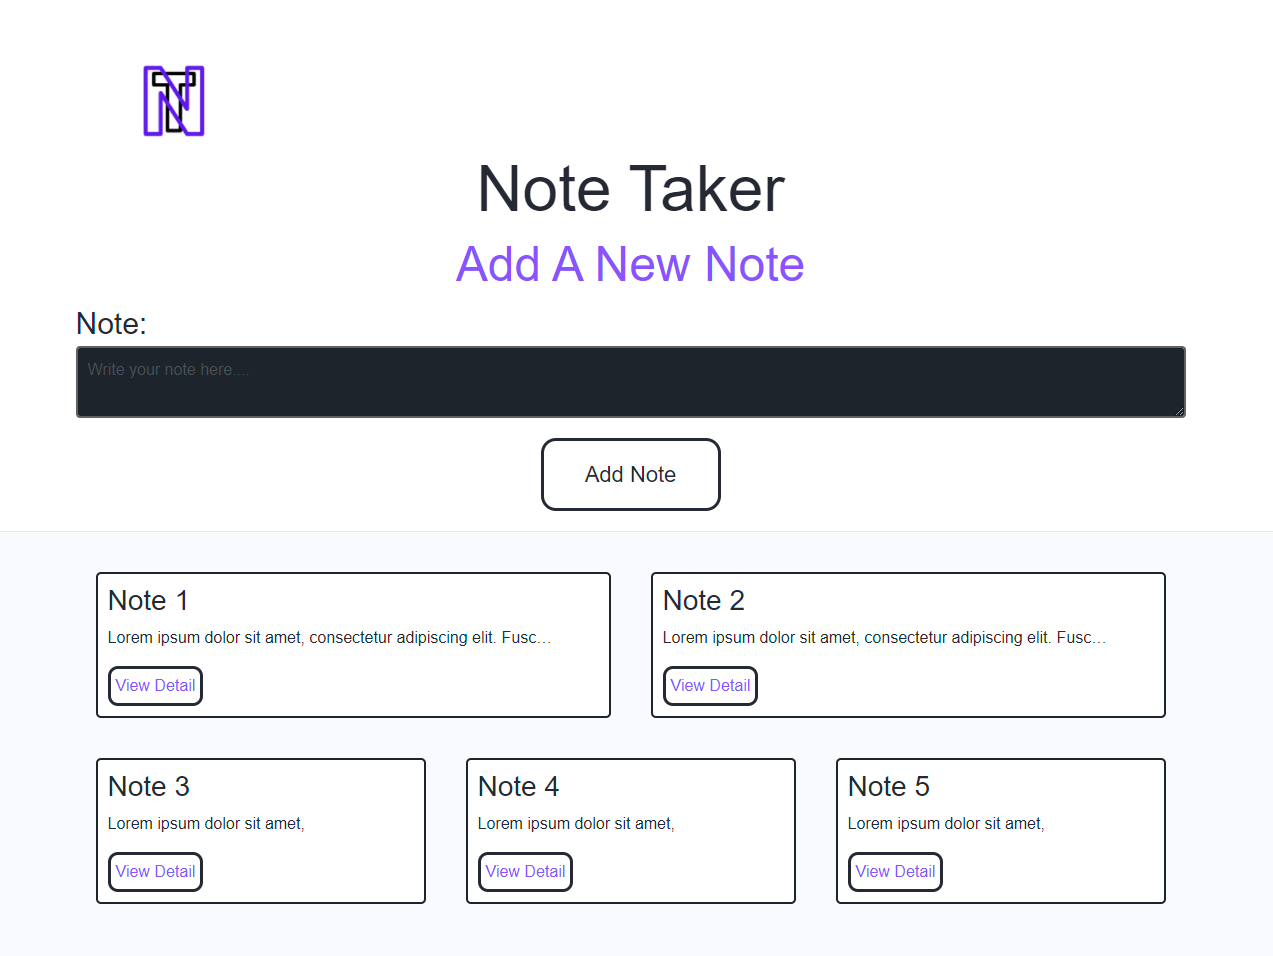 NT
Note Taker
Add A New Note
Note:
Write your note here....
Add Note
Note 1
Lorem ipsum dolor sit amet, consectetur adipiscing elit. Fusc...
View Detail
Note 2
Lorem ipsum dolor sit amet, consectetur adipiscing elit. Fusc...
View Detail
Note 3
Lorem ipsum dolor sit amet,
View Detail
Note 4
Lorem ipsum dolor sit amet,
View Detail
Note 5
Lorem ipsum dolor sit amet,
View Detail